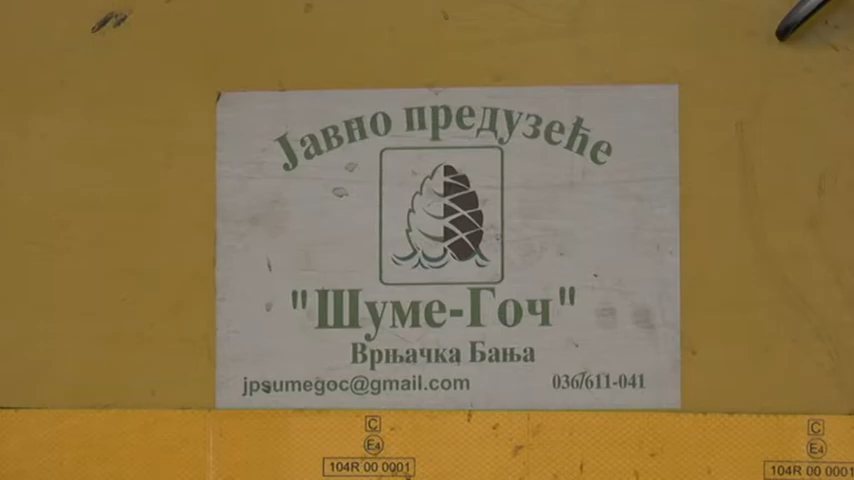 Јавно предузеће
"Шуме-Гоч"
Врњачка Бања
jpsumegoc@gmail.com 036/611-041
C C
E4 E4
104R 00 0001 104R 00 0001